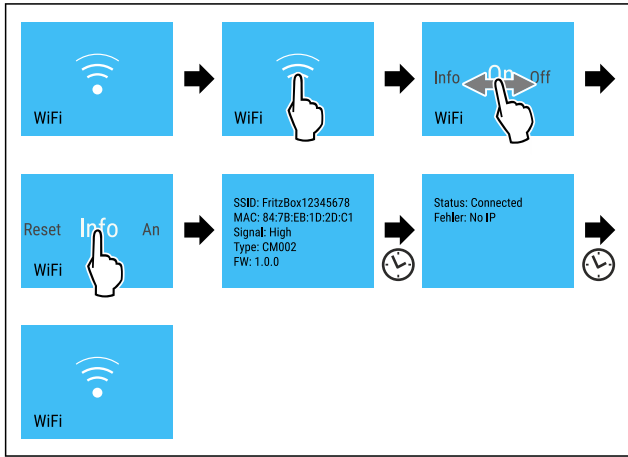 WiFi
WiFi
Info On Off
WiFi
Reset Info An
WiFi
SSID: FritzBox12345678
MAC: 84:7B:EB:1D:2D:C1
Signal: High
Type: CM002
FW: 1.0.0
Status: Connected
Fehler: No IP
WiFi